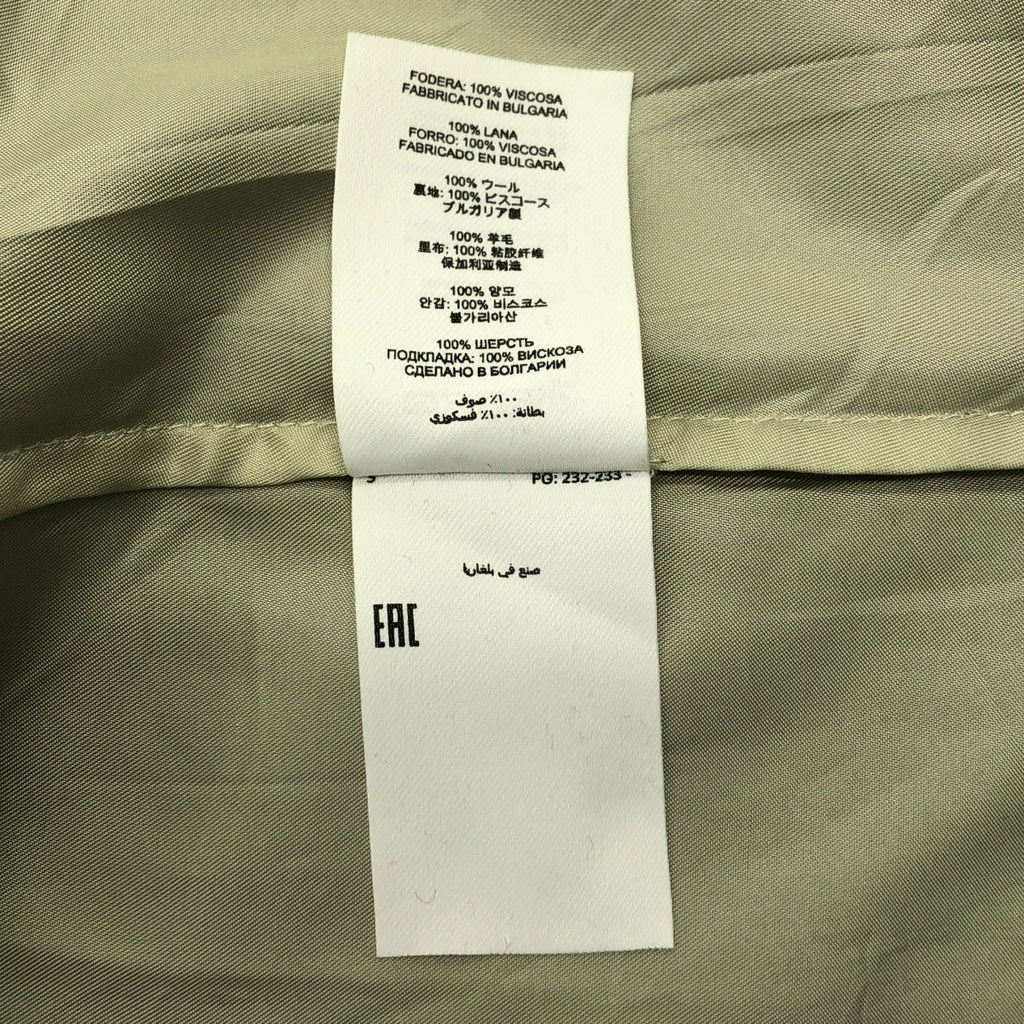 FODERA: 100% VISCOSA
FABBRICATO IN BULGARIA
100% LANA
FORRO: 100% VISCOSA
FABRICADO EN BULGARIA
100% ウール
裏地: 100% ビスコース
ブルガリア製
100% 羊毛
里布: 100% 粘胶纤维
保加利亚制造
100% 양모
안감: 100% 비스코스
불가리아산
100% ШЕРСТЬ
ПОДКЛАДКА: 100% ВИСКОЗА
СДЕЛАНО В БОЛГАРИИ
١٠٠٪ صوف
بطانة: ١٠٠٪ فسكوزي
PG: 232-233 -
صنع في بلغاريا
EAC